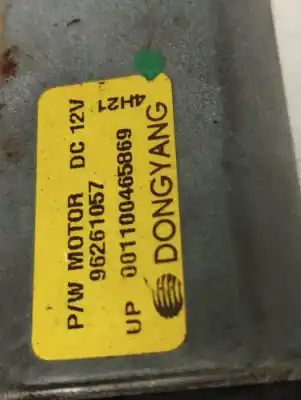 P/W MOTOR DC 12V
96261057
UP 001100465869
DONGYANG
4H21